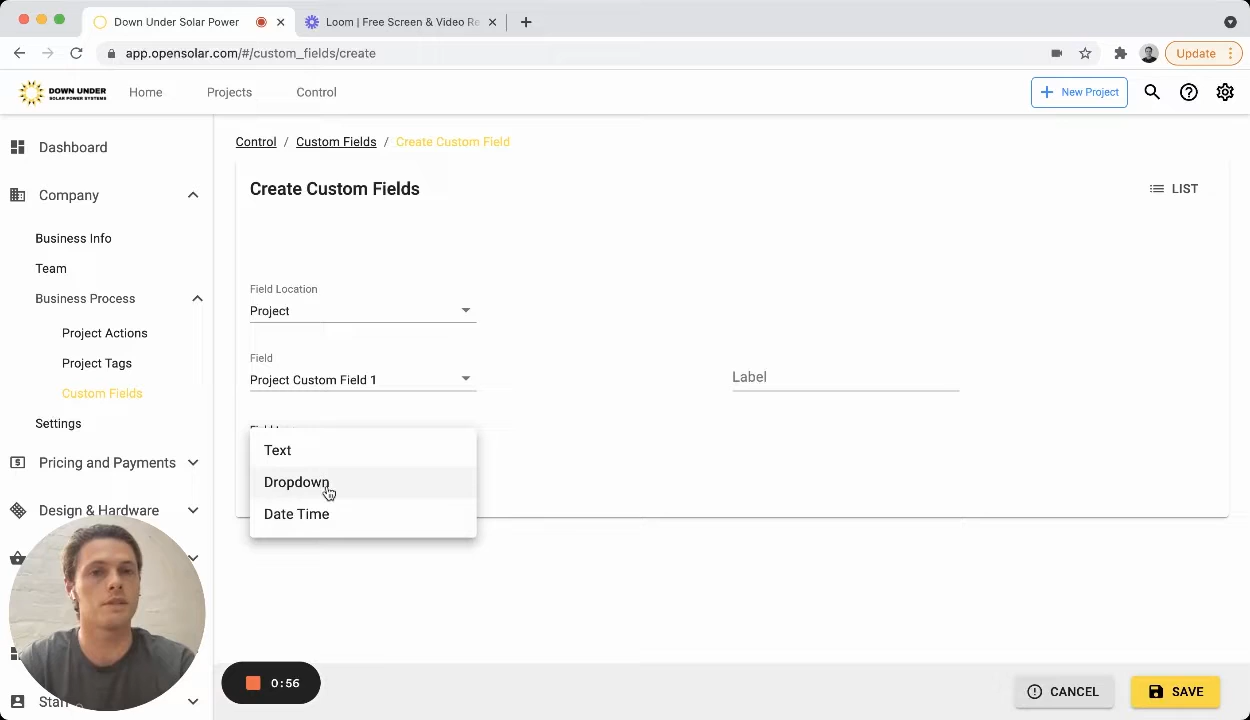 Down Under Solar Power
Loom | Free Screen & Video Re
app.opensolar.com/#/custom_fields/create
Update
DOWN UNDER
SOLAR POWER SYSTEMS
Home
Projects
Control
New Project
Dashboard
Company
Business Info
Team
Business Process
Project Actions
Project Tags
Custom Fields
Settings
Pricing and Payments
Design & Hardware
Control / Custom Fields / Create Custom Field
Create Custom Fields
LIST
Field Location
Project
Field
Project Custom Field 1
Label
Text
Dropdown
Date Time
0:56
CANCEL
SAVE